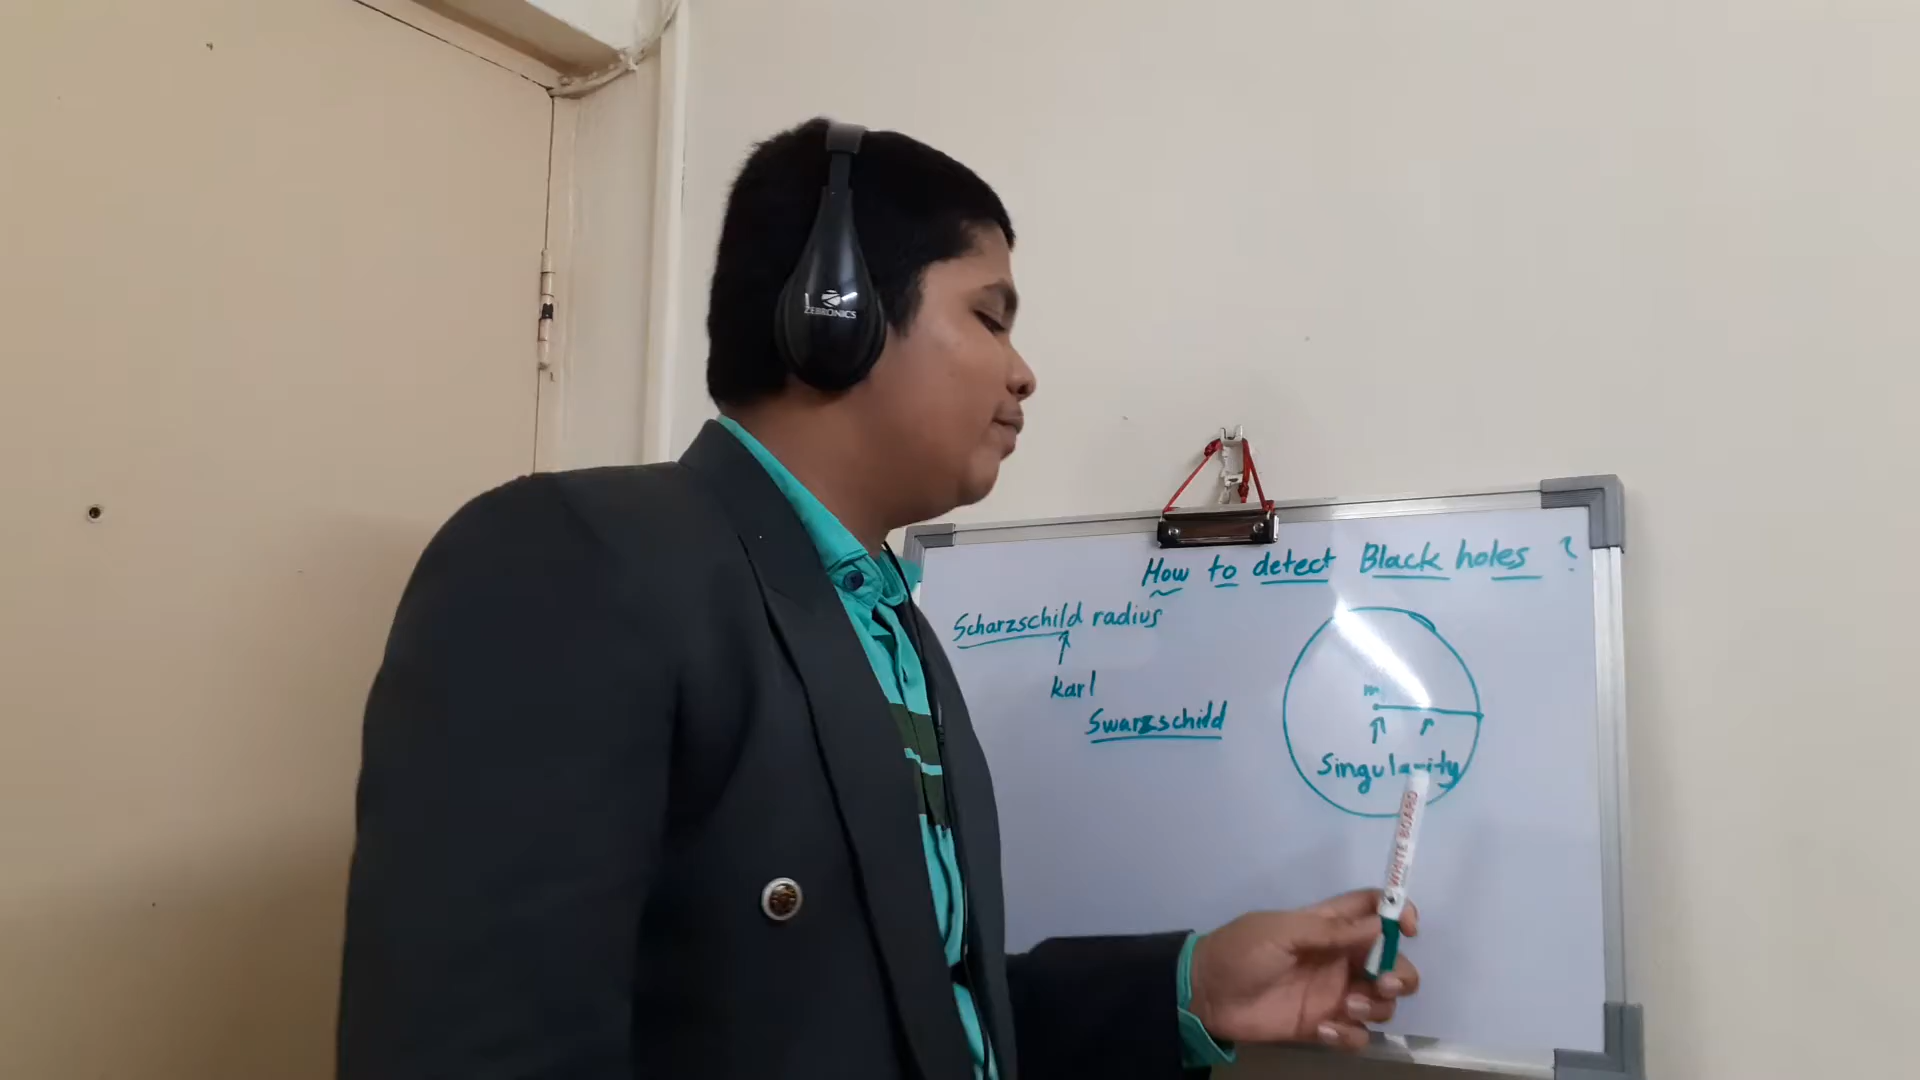 ZEBRONICS
How to detect Black holes ?
Scharzschild radius
Karl
Swarzschild
m
Singularity
WHITE BOARD